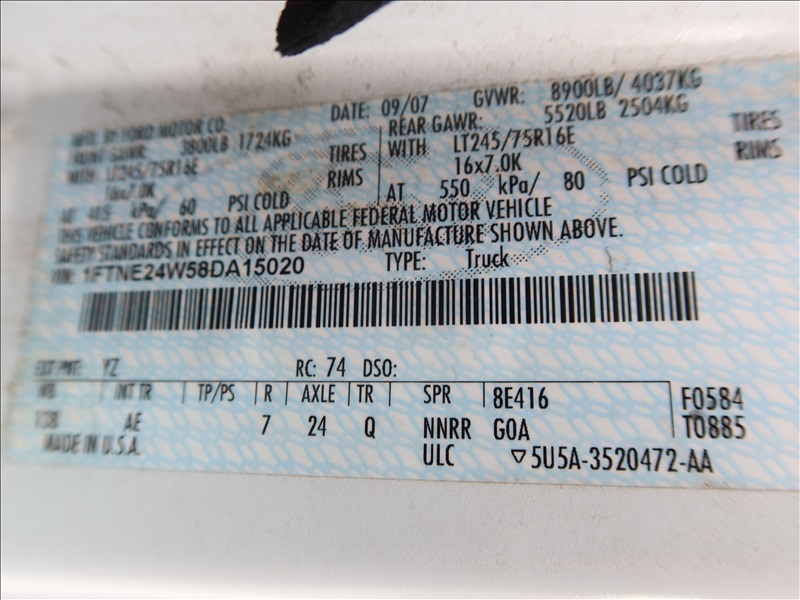 MFD. BY FORD MOTOR CO. DATE: 09/07 GVWR: 8900LB/ 4037KG
FRONT GAWR: 3800LB 1724KG REAR GAWR: 5520LB 2504KG
WITH LT245/75R16E TIRES WITH LT245/75R16E TIRES
16x7.0K RIMS 16x7.0K RIMS
AT 415 kPa/ 60 PSI COLD AT 550 kPa/ 80 PSI COLD
THIS VEHICLE CONFORMS TO ALL APPLICABLE FEDERAL MOTOR VEHICLE
SAFETY STANDARDS IN EFFECT ON THE DATE OF MANUFACTURE SHOWN ABOVE.
VIN: 1FTNE24W58DA15020 TYPE: Truck
EXT PNT: YZ RC: 74 DSO:
WB INT TR TP/PS R AXLE TR SPR 8E416 F0584
138 AE 7 24 Q NNRR GOA T0885
MADE IN U.S.A. ULC ▽5U5A-3520472-AA